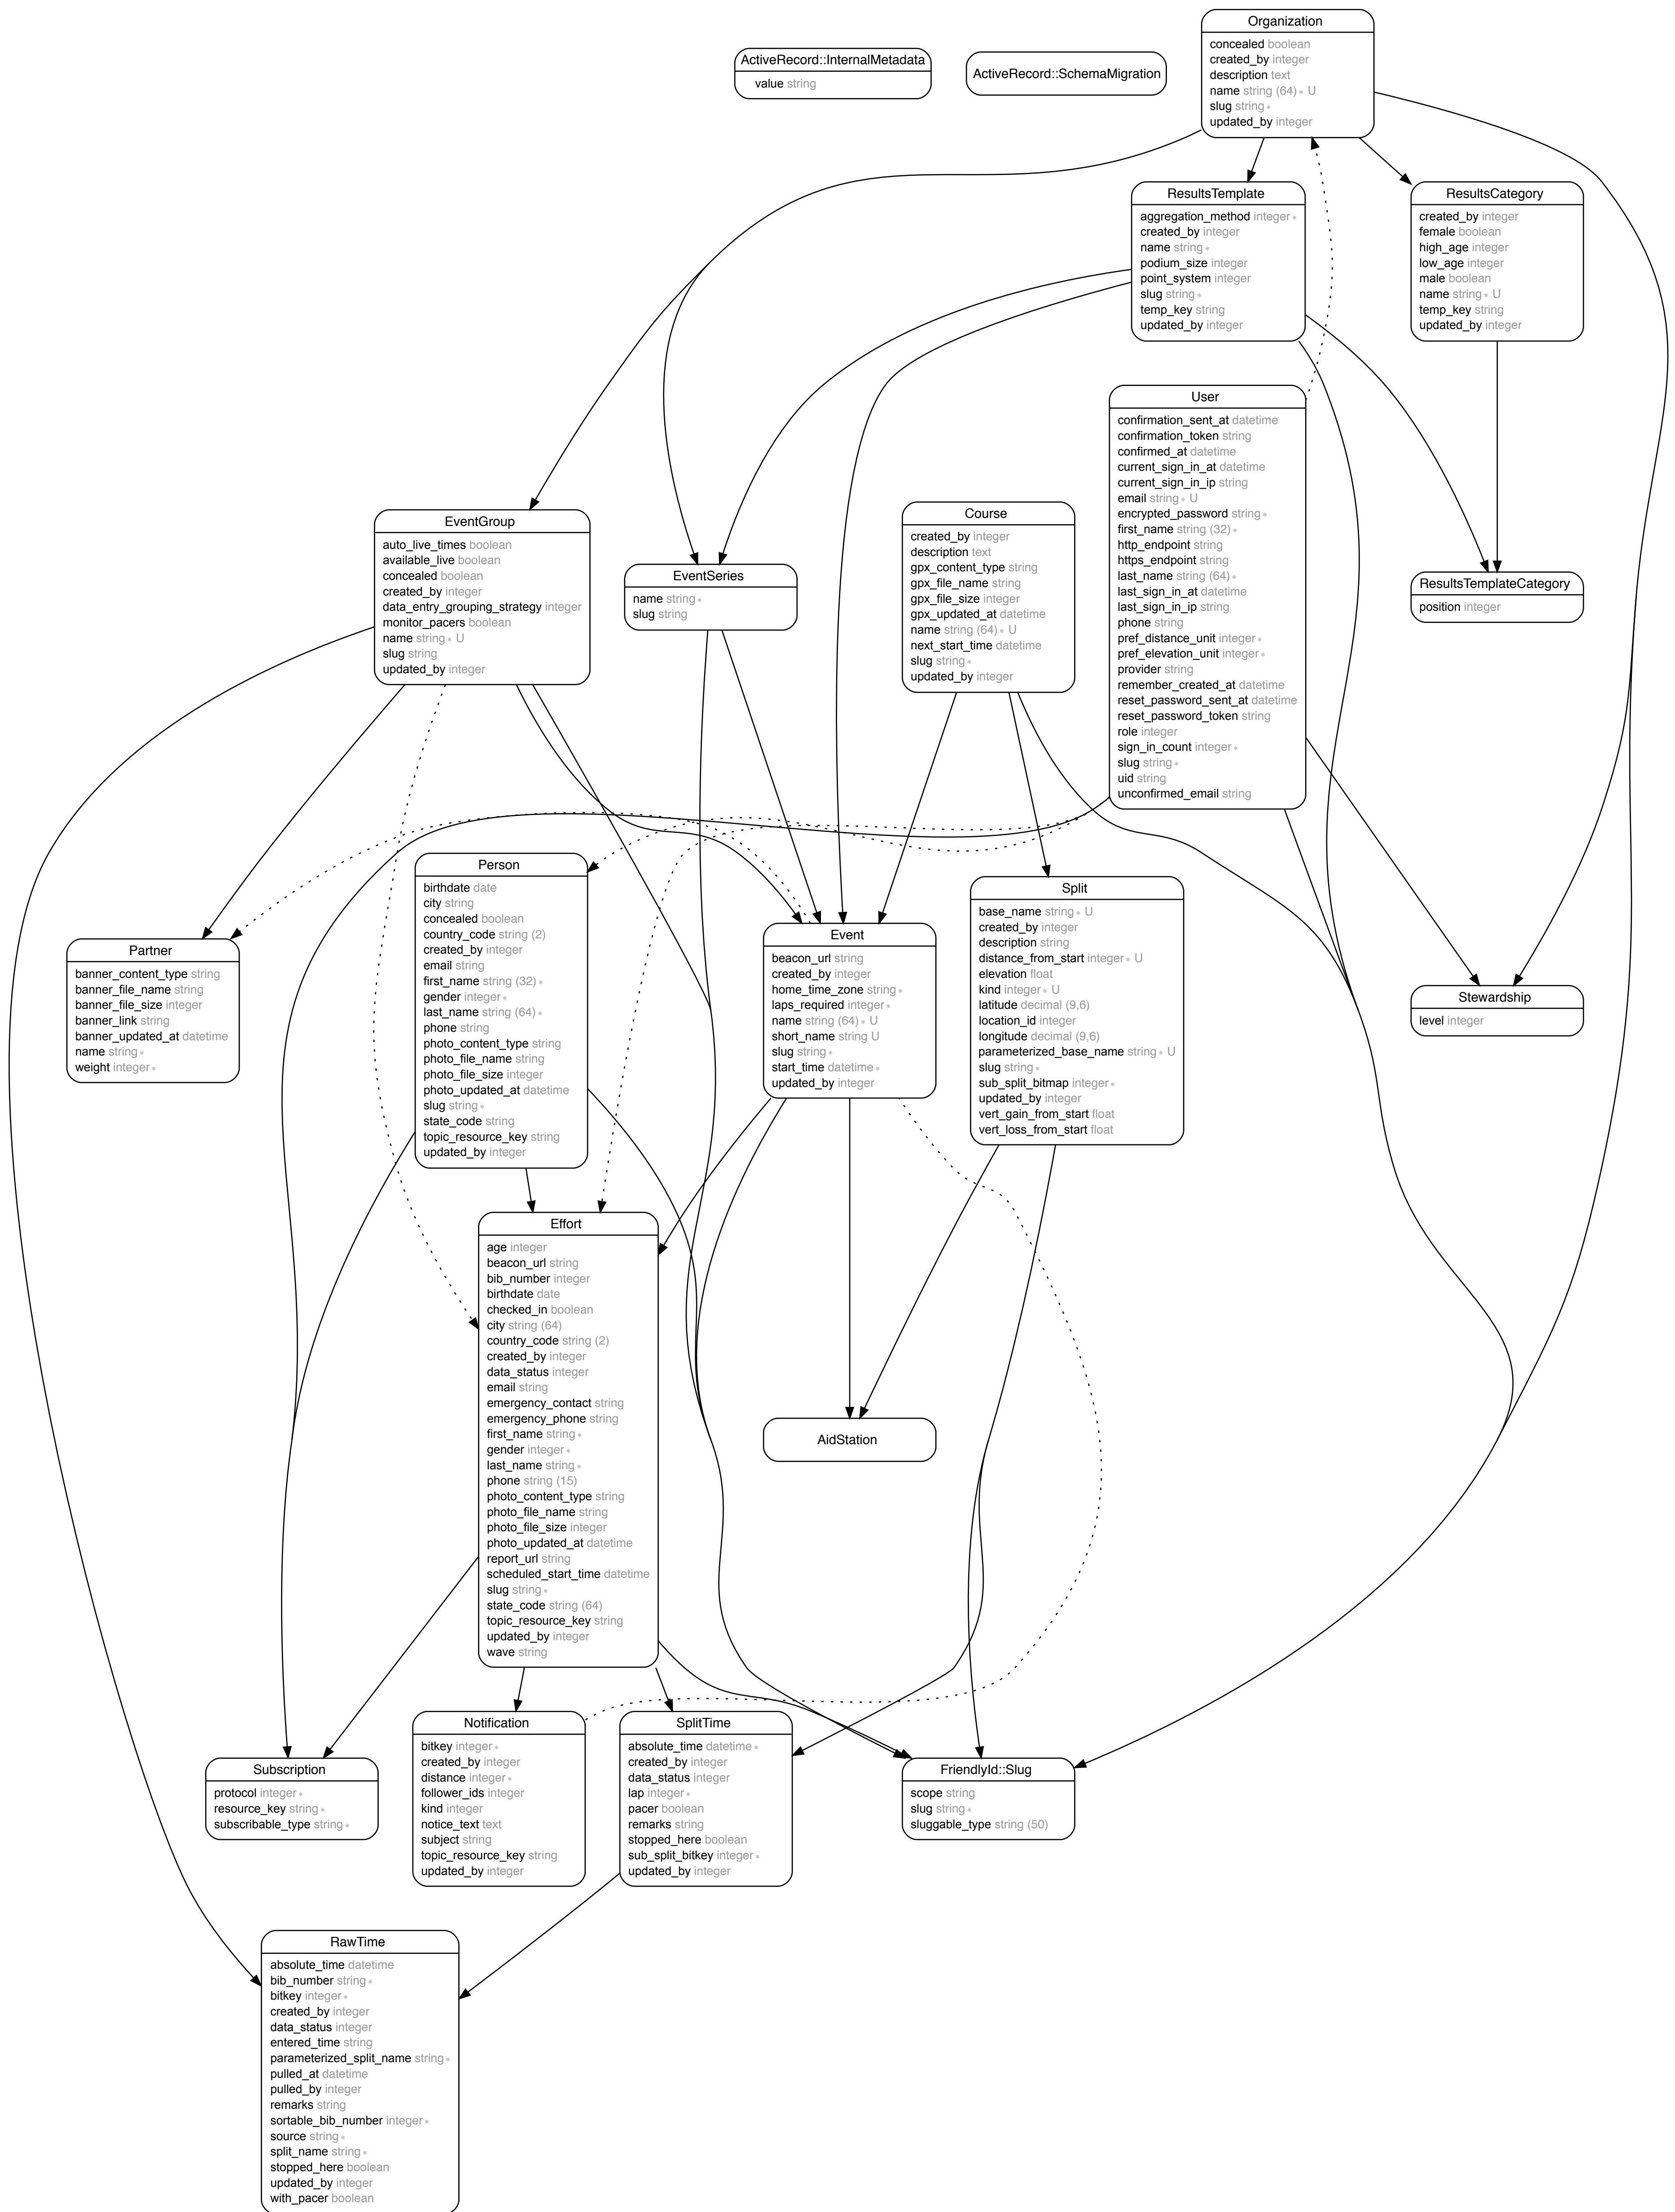 Organization
concealed boolean
created_by integer
description text
name string (64) ∗ U
slug string ∗
updated_by integer
ActiveRecord::InternalMetadata
value string
ActiveRecord::SchemaMigration
ResultsTemplate
aggregation_method integer ∗
created_by integer
name string ∗
podium_size integer
point_system integer
slug string ∗
temp_key string
updated_by integer
ResultsCategory
created_by integer
female boolean
high_age integer
low_age integer
male boolean
name string ∗ U
temp_key string
updated_by integer
User
confirmation_sent_at datetime
confirmation_token string
confirmed_at datetime
current_sign_in_at datetime
current_sign_in_ip string
email string ∗ U
encrypted_password string ∗
first_name string (32) ∗
http_endpoint string
https_endpoint string
last_name string (64) ∗
last_sign_in_at datetime
last_sign_in_ip string
phone string
pref_distance_unit integer ∗
pref_elevation_unit integer ∗
provider string
remember_created_at datetime
reset_password_sent_at datetime
reset_password_token string
role integer
sign_in_count integer ∗
slug string ∗
uid string
unconfirmed_email string
EventGroup
auto_live_times boolean
available_live boolean
concealed boolean
created_by integer
data_entry_grouping_strategy integer
monitor_pacers boolean
name string ∗ U
slug string
updated_by integer
EventSeries
name string ∗
slug string
Course
created_by integer
description text
gpx_content_type string
gpx_file_name string
gpx_file_size integer
gpx_updated_at datetime
name string (64) ∗ U
next_start_time datetime
slug string ∗
updated_by integer
ResultsTemplateCategory
position integer
Person
birthdate date
city string
concealed boolean
country_code string (2)
created_by integer
email string
first_name string (32) ∗
gender integer ∗
last_name string (64) ∗
phone string
photo_content_type string
photo_file_name string
photo_file_size integer
photo_updated_at datetime
slug string ∗
state_code string
topic_resource_key string
updated_by integer
Split
base_name string ∗ U
created_by integer
description string
distance_from_start integer ∗ U
elevation float
kind integer ∗ U
latitude decimal (9,6)
location_id integer
longitude decimal (9,6)
parameterized_base_name string ∗ U
slug string ∗
sub_split_bitmap integer ∗
updated_by integer
vert_gain_from_start float
vert_loss_from_start float
Partner
banner_content_type string
banner_file_name string
banner_file_size integer
banner_link string
banner_updated_at datetime
name string ∗
weight integer ∗
Event
beacon_url string
created_by integer
home_time_zone string ∗
laps_required integer ∗
name string (64) ∗ U
short_name string U
slug string ∗
start_time datetime ∗
updated_by integer
Stewardship
level integer
Effort
age integer
beacon_url string
bib_number integer
birthdate date
checked_in boolean
city string (64)
country_code string (2)
created_by integer
data_status integer
email string
emergency_contact string
emergency_phone string
first_name string ∗
gender integer ∗
last_name string ∗
phone string (15)
photo_content_type string
photo_file_name string
photo_file_size integer
photo_updated_at datetime
report_url string
scheduled_start_time datetime
slug string ∗
state_code string (64)
topic_resource_key string
updated_by integer
wave string
AidStation
Notification
bitkey integer ∗
created_by integer
distance integer ∗
follower_ids integer
kind integer
notice_text text
subject string
topic_resource_key string
updated_by integer
SplitTime
absolute_time datetime ∗
created_by integer
data_status integer
lap integer ∗
pacer boolean
remarks string
stopped_here boolean
sub_split_bitkey integer ∗
updated_by integer
Subscription
protocol integer ∗
resource_key string ∗
subscribable_type string ∗
FriendlyId::Slug
scope string
slug string ∗
sluggable_type string (50)
RawTime
absolute_time datetime
bib_number string ∗
bitkey integer ∗
created_by integer
data_status integer
entered_time string
parameterized_split_name string ∗
pulled_at datetime
pulled_by integer
remarks string
sortable_bib_number integer ∗
source string ∗
split_name string ∗
stopped_here boolean
updated_by integer
with_pacer boolean